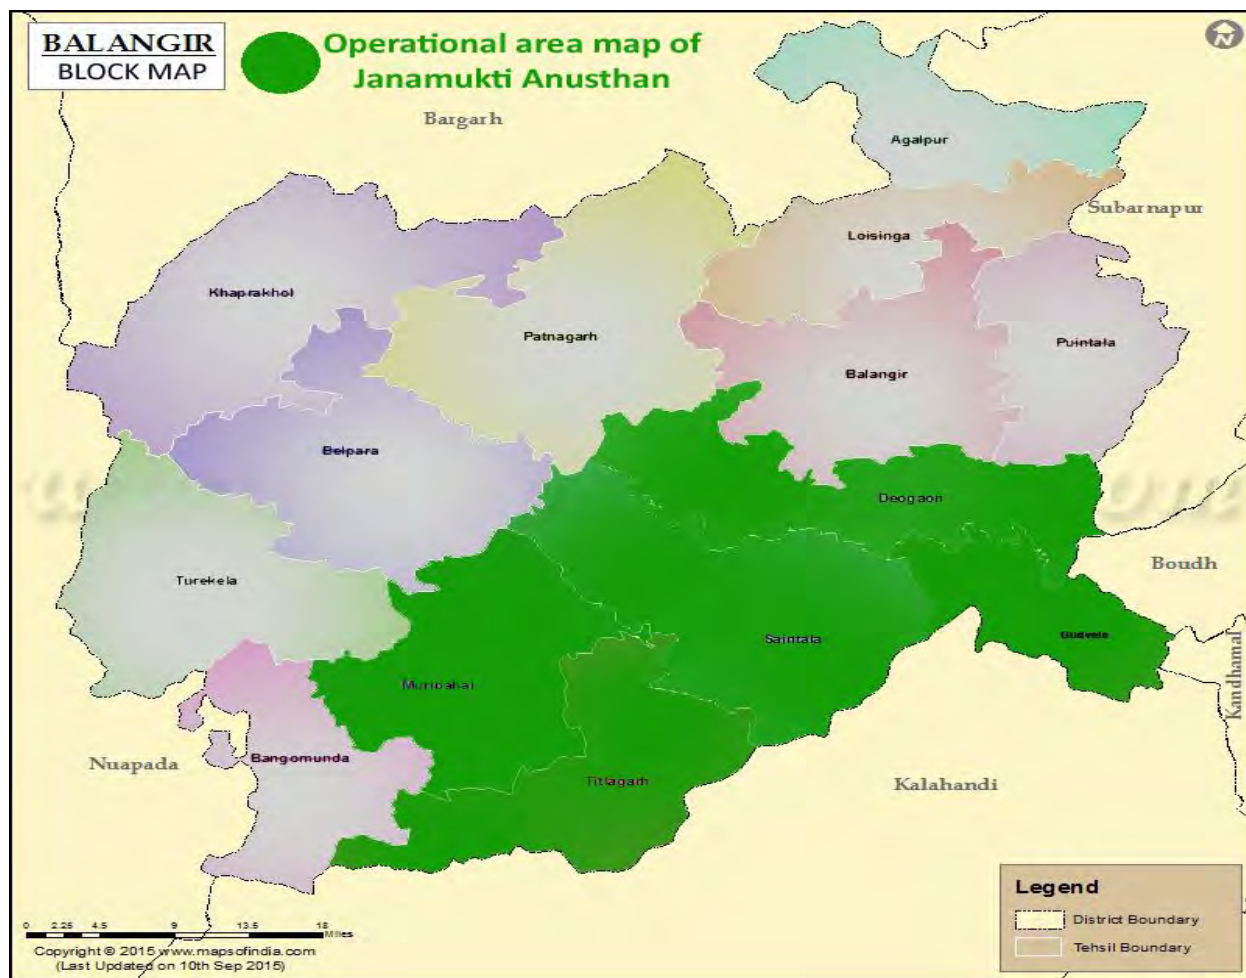 BALANGIR
BLOCK MAP
Operational area map of
Janamukti Anusthan
N
Bargarh
Agalpur
Subarnapur
Loisinga
Khaprakhol
Patnagarh
Puintala
Balangir
Belpara
Deogaon
Boudh
Turekela
Gudvela
Saintala
Muribahal
Kandhamal
Nuapada
Bangomunda
Titlagarh
Kalahandi
Legend
District Boundary
Tehsil Boundary
0 2.25 4.5 9 13.5 18
Miles
Copyright © 2015 www.mapsofindia.com
(Last Updated on 10th Sep 2015)